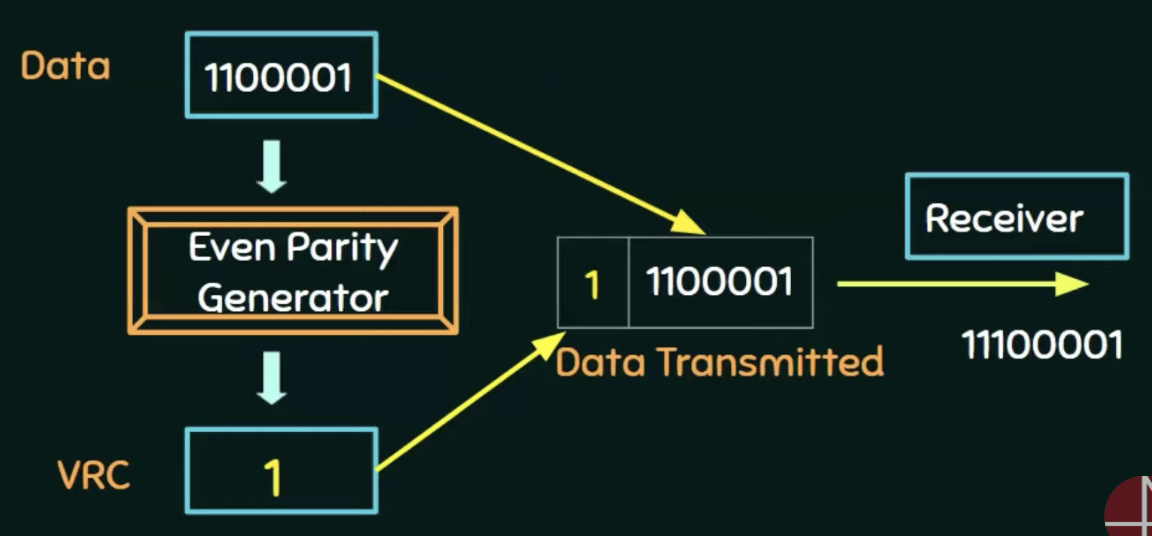 Data
1100001
Even Parity
Generator
VRC
1
1
1100001
Data Transmitted
Receiver
11100001